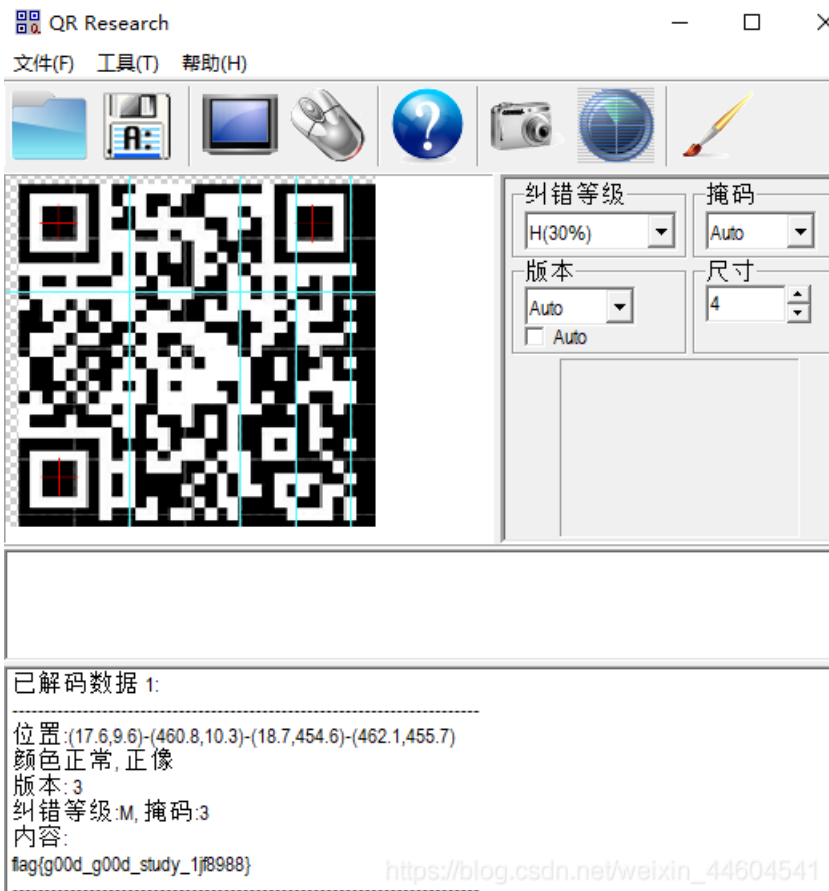 QR Research
文件(F) 工具(T) 帮助(H)
A:
纠错等级
掩码
H(30%)
Auto
版本
尺寸
Auto
4
Auto
已解码数据 1:
--------------------------------------------------------------------------------
位置:(17.6,9.6)-(460.8,10.3)-(18.7,454.6)-(462.1,455.7)
颜色正常, 正像
版本: 3
纠错等级:M, 掩码:3
内容:
flag{g00d_g00d_study_1jf8988}
https://blog.csdn.net/weixin_44604541